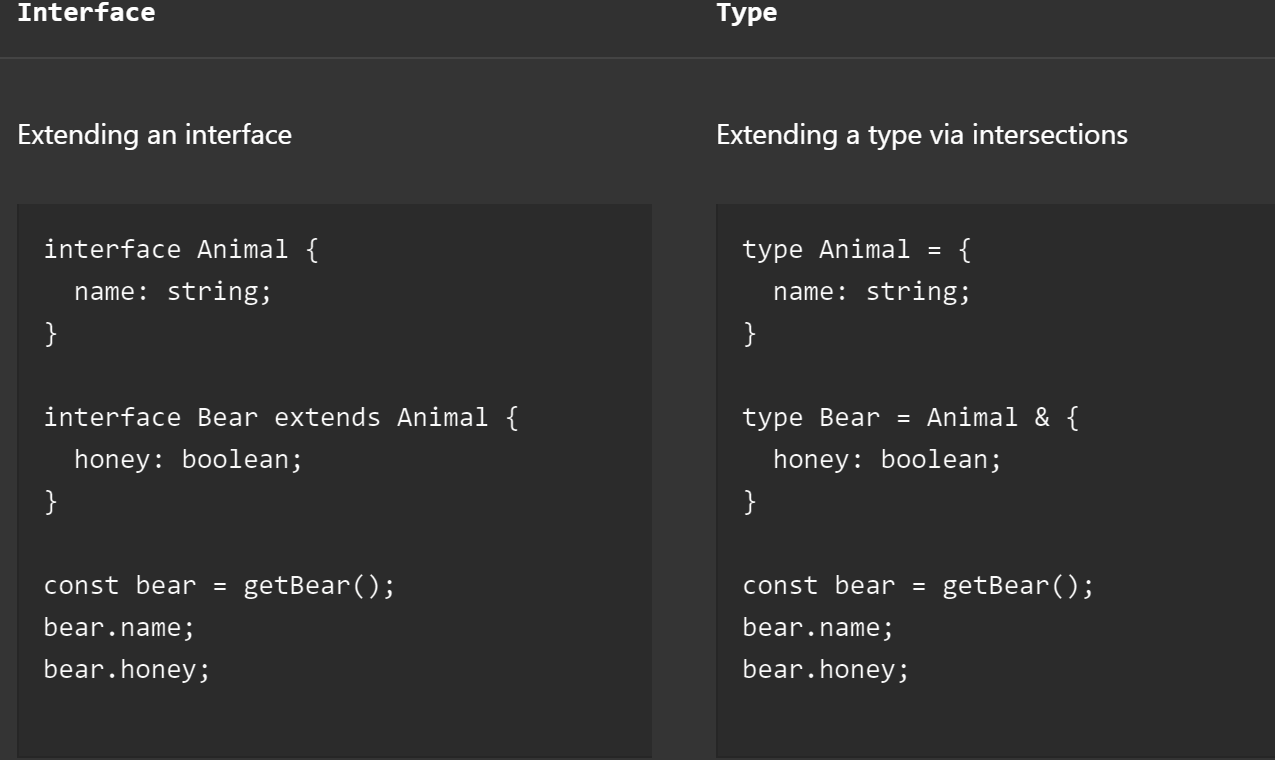 Interface
Type
Extending an interface
Extending a type via intersections
interface Animal {
  name: string;
}

interface Bear extends Animal {
  honey: boolean;
}

const bear = getBear();
bear.name;
bear.honey;
type Animal = {
  name: string;
}

type Bear = Animal & {
  honey: boolean;
}

const bear = getBear();
bear.name;
bear.honey;